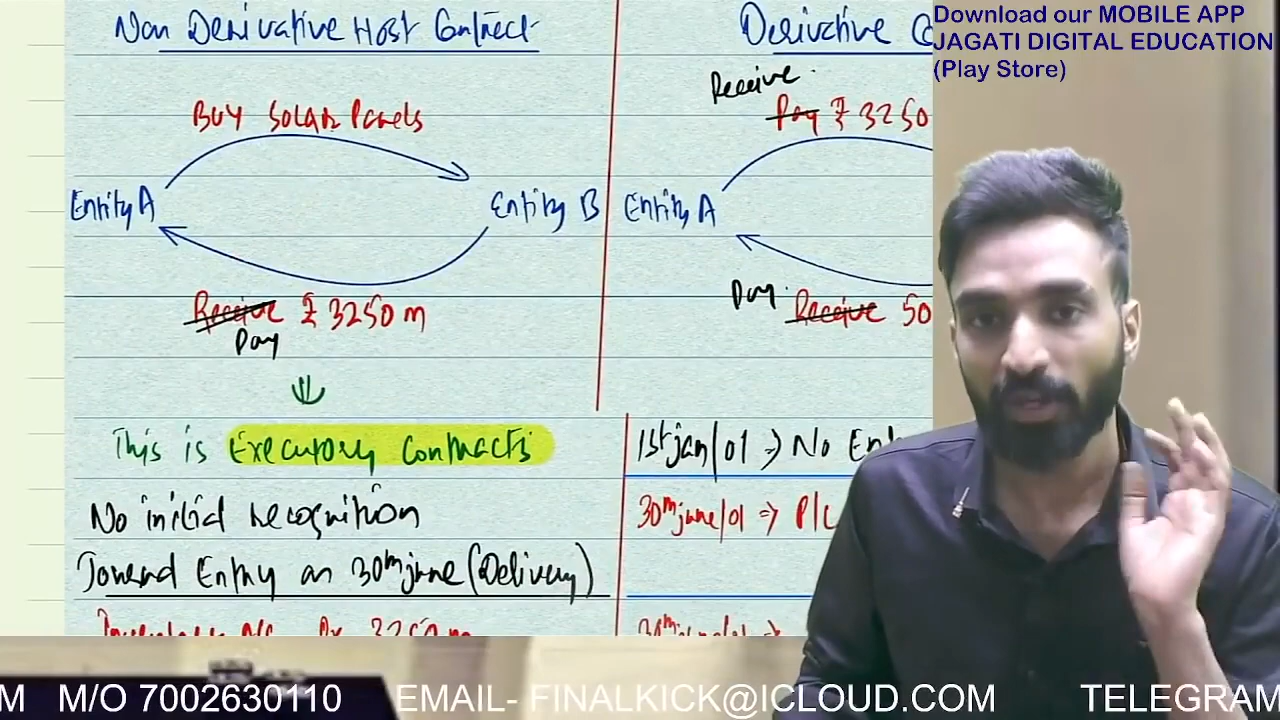 Non Derivative Host Contract
Derivctive
Download our MOBILE APP
JAGATI DIGITAL EDUCATION
(Play Store)
Receive
BUY Solar Panels
Pay ₹ 3250
Entity A
Entity B
Entity A
Receive ₹ 3250 m
Pay
Pay
Receive 50
This is Executory Contracts
1st jan/01 ⇒ No
No initial recognition
30th june/01 ⇒ P/L
Journal Entry on 30th june (Delivery)
M M/O 7002630110 EMAIL- FINALKICK@ICLOUD.COM TELEGRAM